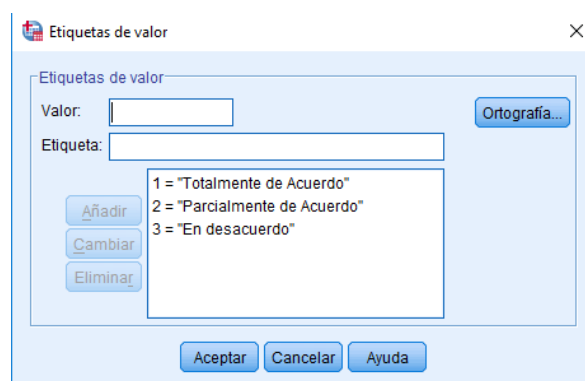 Etiquetas de valor
Etiquetas de valor
Valor:
Ortografía...
Etiqueta:
1 = "Totalmente de Acuerdo"
2 = "Parcialmente de Acuerdo"
3 = "En desacuerdo"
Añadir
Cambiar
Eliminar
Aceptar Cancelar Ayuda